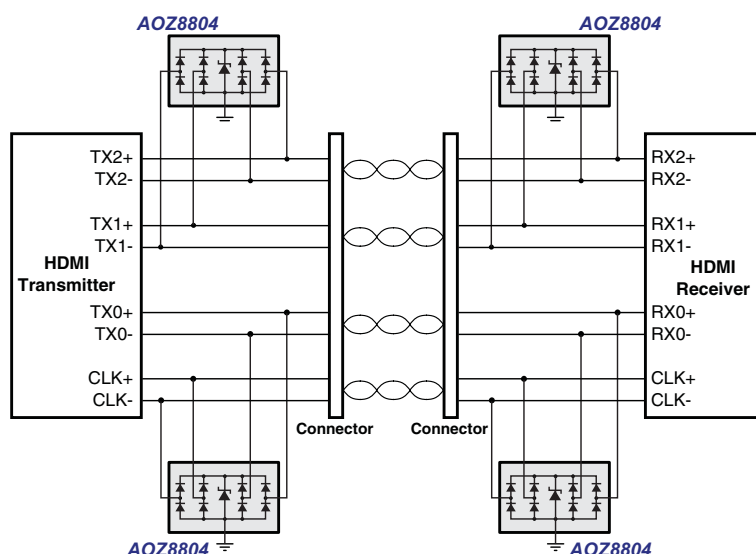 AOZ8804
AOZ8804
TX2+
TX2-
TX1+
TX1-
HDMI
Transmitter
TX0+
TX0-
CLK+
CLK-
Connector
Connector
RX2+
RX2-
RX1+
RX1-
HDMI
Receiver
RX0+
RX0-
CLK+
CLK-
AOZ8804
AOZ8804